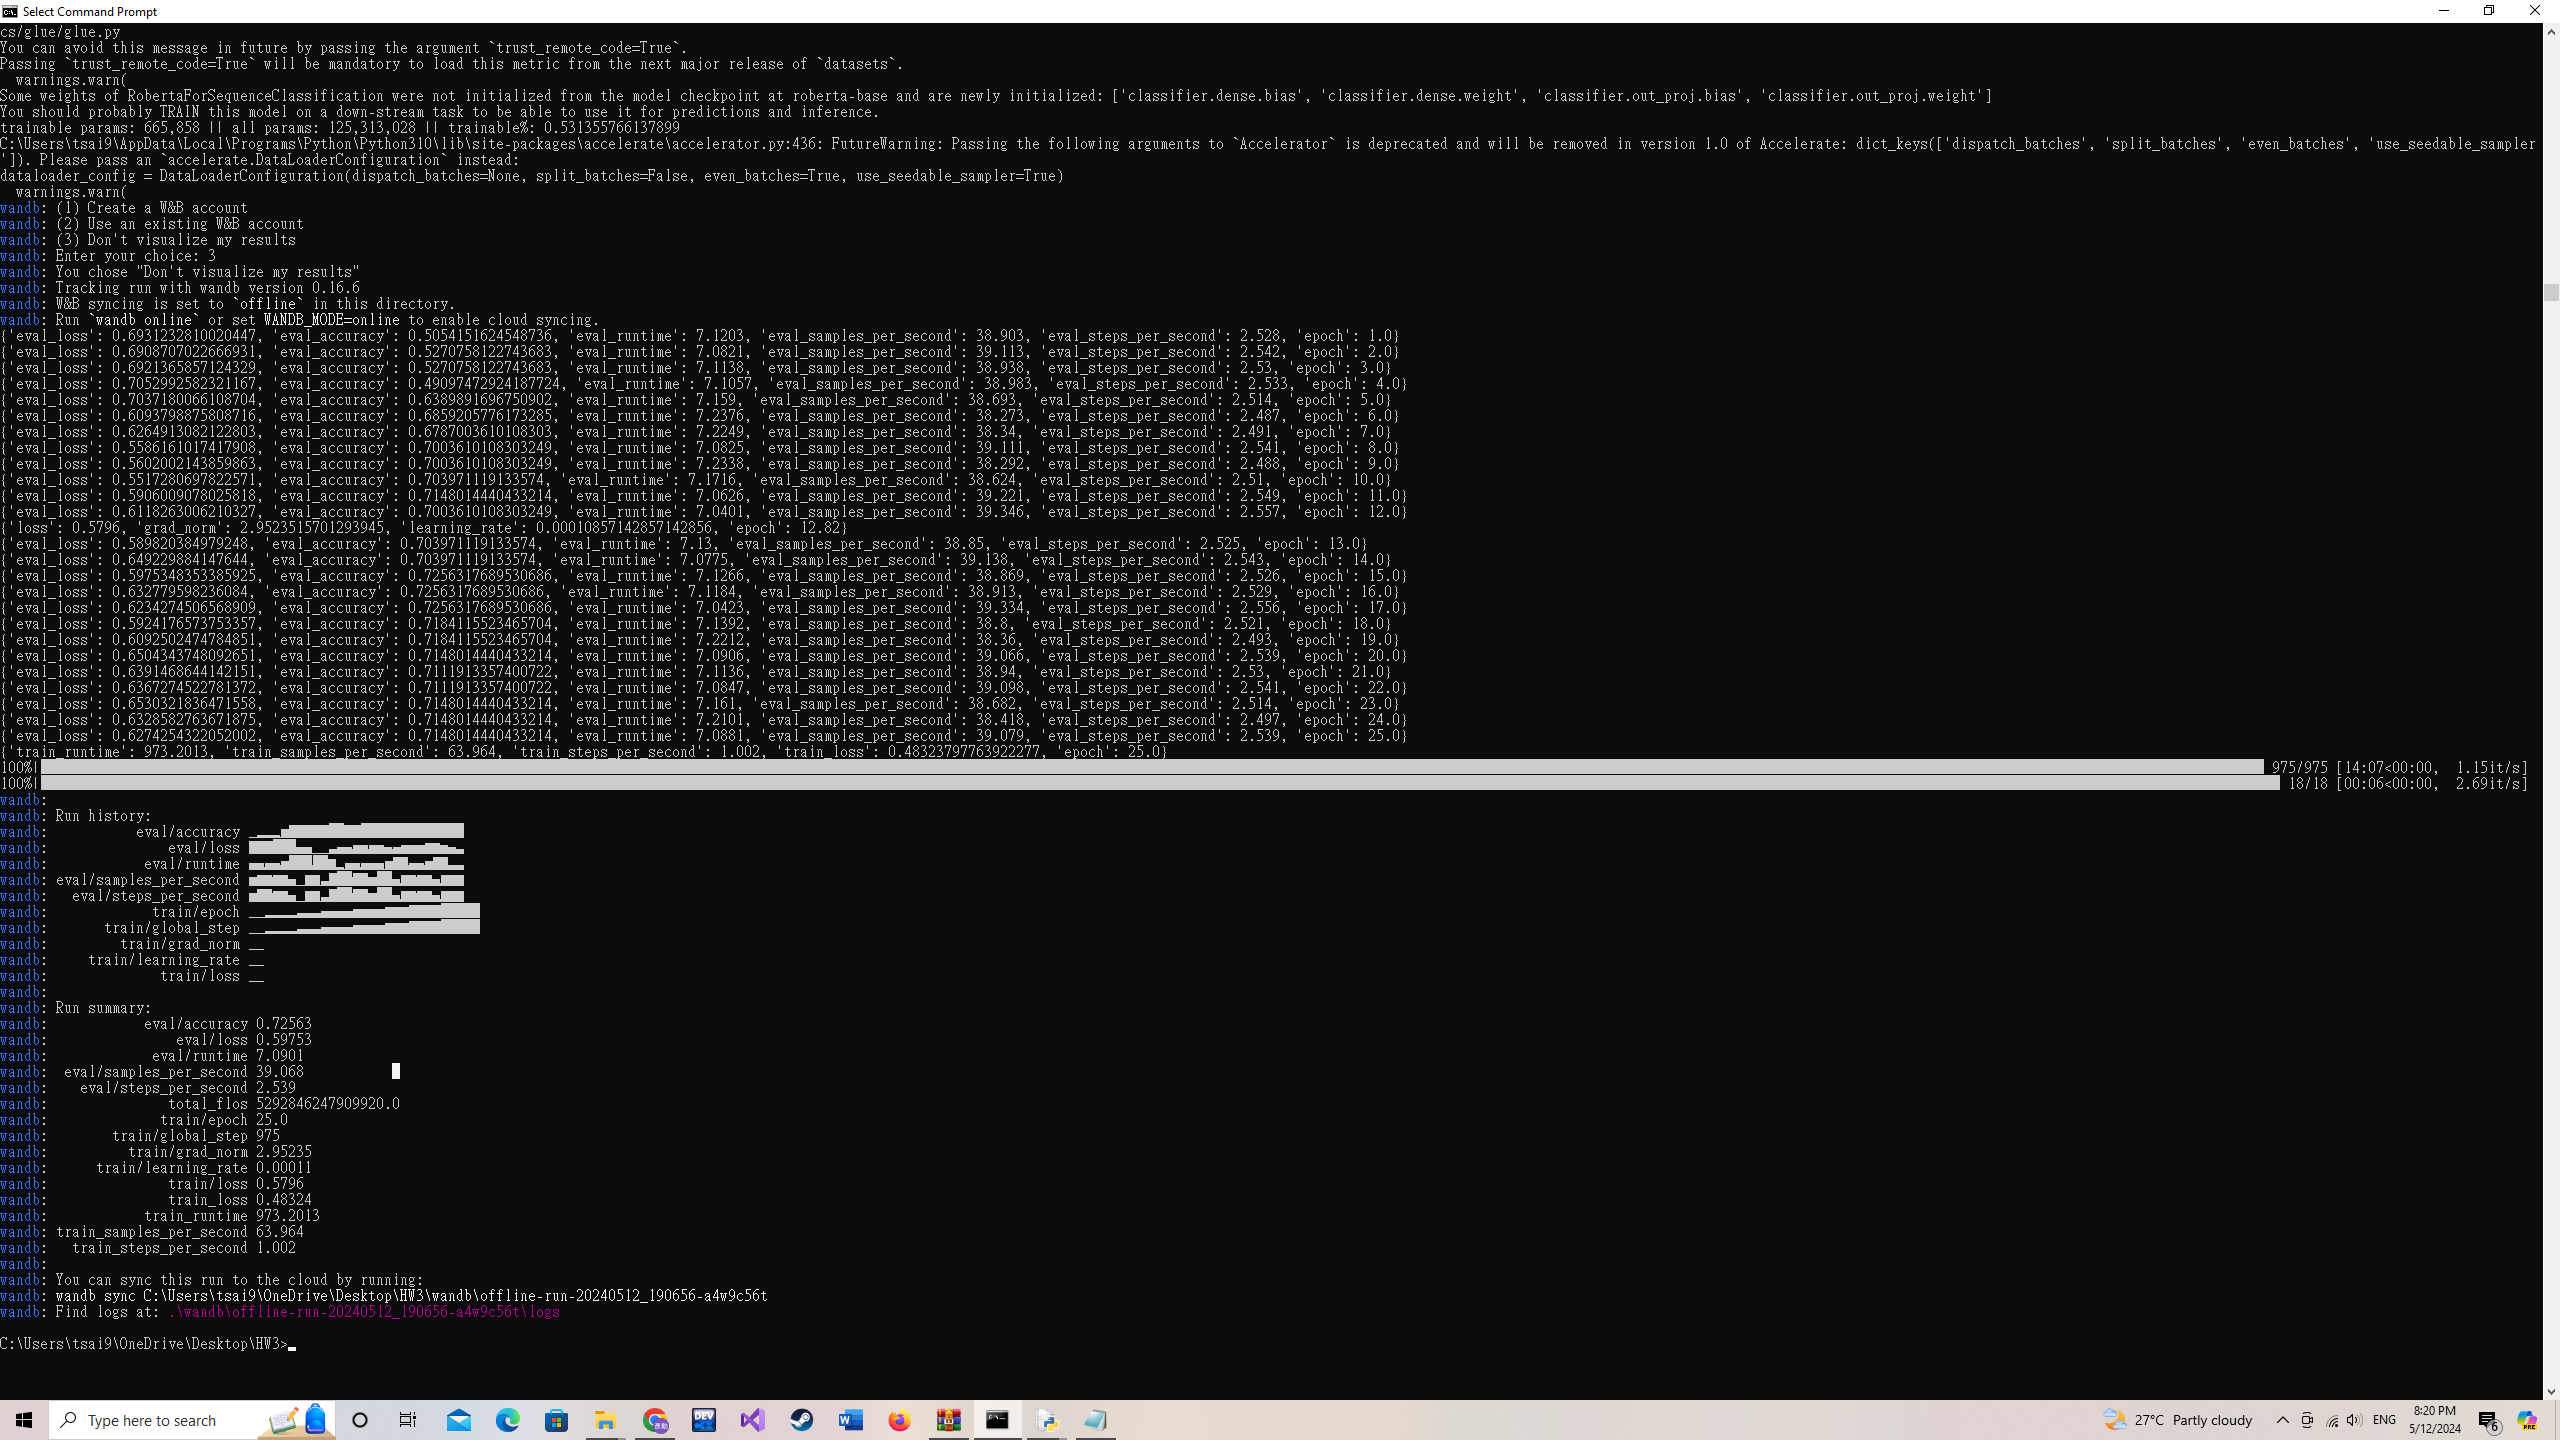 Select Command Prompt
cs/glue/glue.py
You can avoid this message in future by passing the argument `trust_remote_code=True`.
Passing `trust_remote_code=True` will be mandatory to load this metric from the next major release of `datasets`.
  warnings.warn(
Some weights of RobertaForSequenceClassification were not initialized from the model checkpoint at roberta-base and are newly initialized: ['classifier.dense.bias', 'classifier.dense.weight', 'classifier.out_proj.bias', 'classifier.out_proj.weight']
You should probably TRAIN this model on a down-stream task to be able to use it for predictions and inference.
trainable params: 665,858 || all params: 125,313,028 || trainable%: 0.531355766137899
C:\Users\tsai9\AppData\Local\Programs\Python\Python310\lib\site-packages\accelerate\accelerator.py:436: FutureWarning: Passing the following arguments to `Accelerator` is deprecated and will be removed in version 1.0 of Accelerate: dict_keys(['dispatch_batches', 'split_batches', 'even_batches', 'use_seedable_sampler
']). Please pass an `accelerate.DataLoaderConfiguration` instead:
dataloader_config = DataLoaderConfiguration(dispatch_batches=None, split_batches=False, even_batches=True, use_seedable_sampler=True)
  warnings.warn(
wandb: (1) Create a W&B account
wandb: (2) Use an existing W&B account
wandb: (3) Don't visualize my results
wandb: Enter your choice: 3
wandb: You chose "Don't visualize my results"
wandb: Tracking run with wandb version 0.16.6
wandb: W&B syncing is set to `offline` in this directory.
wandb: Run `wandb online` or set WANDB_MODE=online to enable cloud syncing.
{'eval_loss': 0.6931232810020447, 'eval_accuracy': 0.5054151624548736, 'eval_runtime': 7.1203, 'eval_samples_per_second': 38.903, 'eval_steps_per_second': 2.528, 'epoch': 1.0}
{'eval_loss': 0.6908707022666931, 'eval_accuracy': 0.5270758122743683, 'eval_runtime': 7.0821, 'eval_samples_per_second': 39.113, 'eval_steps_per_second': 2.542, 'epoch': 2.0}
{'eval_loss': 0.6921365857124329, 'eval_accuracy': 0.5270758122743683, 'eval_runtime': 7.1138, 'eval_samples_per_second': 38.938, 'eval_steps_per_second': 2.53, 'epoch': 3.0}
{'eval_loss': 0.7052992582321167, 'eval_accuracy': 0.49097472924187724, 'eval_runtime': 7.1057, 'eval_samples_per_second': 38.983, 'eval_steps_per_second': 2.533, 'epoch': 4.0}
{'eval_loss': 0.7037180066108704, 'eval_accuracy': 0.6389891696750902, 'eval_runtime': 7.159, 'eval_samples_per_second': 38.693, 'eval_steps_per_second': 2.514, 'epoch': 5.0}
{'eval_loss': 0.6093798875808716, 'eval_accuracy': 0.6859205776173285, 'eval_runtime': 7.2376, 'eval_samples_per_second': 38.273, 'eval_steps_per_second': 2.487, 'epoch': 6.0}
{'eval_loss': 0.6264913082122803, 'eval_accuracy': 0.6787003610108303, 'eval_runtime': 7.2249, 'eval_samples_per_second': 38.34, 'eval_steps_per_second': 2.491, 'epoch': 7.0}
{'eval_loss': 0.5586161017417908, 'eval_accuracy': 0.7003610108303249, 'eval_runtime': 7.0825, 'eval_samples_per_second': 39.111, 'eval_steps_per_second': 2.541, 'epoch': 8.0}
{'eval_loss': 0.5602002143859863, 'eval_accuracy': 0.7003610108303249, 'eval_runtime': 7.2338, 'eval_samples_per_second': 38.292, 'eval_steps_per_second': 2.488, 'epoch': 9.0}
{'eval_loss': 0.5517280697822571, 'eval_accuracy': 0.703971119133574, 'eval_runtime': 7.1716, 'eval_samples_per_second': 38.624, 'eval_steps_per_second': 2.51, 'epoch': 10.0}
{'eval_loss': 0.5906009078025818, 'eval_accuracy': 0.7148014440433214, 'eval_runtime': 7.0626, 'eval_samples_per_second': 39.221, 'eval_steps_per_second': 2.549, 'epoch': 11.0}
{'eval_loss': 0.6118263006210327, 'eval_accuracy': 0.7003610108303249, 'eval_runtime': 7.0401, 'eval_samples_per_second': 39.346, 'eval_steps_per_second': 2.557, 'epoch': 12.0}
{'loss': 0.5796, 'grad_norm': 2.9523515701293945, 'learning_rate': 0.00010857142857142856, 'epoch': 12.82}
{'eval_loss': 0.589820384979248, 'eval_accuracy': 0.703971119133574, 'eval_runtime': 7.13, 'eval_samples_per_second': 38.85, 'eval_steps_per_second': 2.525, 'epoch': 13.0}
{'eval_loss': 0.649229884147644, 'eval_accuracy': 0.703971119133574, 'eval_runtime': 7.0775, 'eval_samples_per_second': 39.138, 'eval_steps_per_second': 2.543, 'epoch': 14.0}
{'eval_loss': 0.5975348353385925, 'eval_accuracy': 0.7256317689530686, 'eval_runtime': 7.1266, 'eval_samples_per_second': 38.869, 'eval_steps_per_second': 2.526, 'epoch': 15.0}
{'eval_loss': 0.632779598236084, 'eval_accuracy': 0.7256317689530686, 'eval_runtime': 7.1184, 'eval_samples_per_second': 38.913, 'eval_steps_per_second': 2.529, 'epoch': 16.0}
{'eval_loss': 0.6234274506568909, 'eval_accuracy': 0.7256317689530686, 'eval_runtime': 7.0423, 'eval_samples_per_second': 39.334, 'eval_steps_per_second': 2.556, 'epoch': 17.0}
{'eval_loss': 0.5924176573753357, 'eval_accuracy': 0.7184115523465704, 'eval_runtime': 7.1392, 'eval_samples_per_second': 38.8, 'eval_steps_per_second': 2.521, 'epoch': 18.0}
{'eval_loss': 0.6092502474784851, 'eval_accuracy': 0.7184115523465704, 'eval_runtime': 7.2212, 'eval_samples_per_second': 38.36, 'eval_steps_per_second': 2.493, 'epoch': 19.0}
{'eval_loss': 0.6504343748092651, 'eval_accuracy': 0.7148014440433214, 'eval_runtime': 7.0906, 'eval_samples_per_second': 39.066, 'eval_steps_per_second': 2.539, 'epoch': 20.0}
{'eval_loss': 0.6391468644142151, 'eval_accuracy': 0.7111913357400722, 'eval_runtime': 7.1136, 'eval_samples_per_second': 38.94, 'eval_steps_per_second': 2.53, 'epoch': 21.0}
{'eval_loss': 0.6367274522781372, 'eval_accuracy': 0.7111913357400722, 'eval_runtime': 7.0847, 'eval_samples_per_second': 39.098, 'eval_steps_per_second': 2.541, 'epoch': 22.0}
{'eval_loss': 0.6530321836471558, 'eval_accuracy': 0.7148014440433214, 'eval_runtime': 7.161, 'eval_samples_per_second': 38.682, 'eval_steps_per_second': 2.514, 'epoch': 23.0}
{'eval_loss': 0.6328582763671875, 'eval_accuracy': 0.7148014440433214, 'eval_runtime': 7.2101, 'eval_samples_per_second': 38.418, 'eval_steps_per_second': 2.497, 'epoch': 24.0}
{'eval_loss': 0.6274254322052002, 'eval_accuracy': 0.7148014440433214, 'eval_runtime': 7.0881, 'eval_samples_per_second': 39.079, 'eval_steps_per_second': 2.539, 'epoch': 25.0}
{'train_runtime': 973.2013, 'train_samples_per_second': 63.964, 'train_steps_per_second': 1.002, 'train_loss': 0.48323797763922277, 'epoch': 25.0}
100%| 975/975 [14:07<00:00,  1.15it/s]
100%| 18/18 [00:06<00:00,  2.69it/s]
wandb:
wandb: Run history:
wandb: eval/accuracy
wandb: eval/loss
wandb: eval/runtime
wandb: eval/samples_per_second
wandb: eval/steps_per_second
wandb: train/epoch
wandb: train/global_step
wandb: train/grad_norm
wandb: train/learning_rate
wandb: train/loss
wandb:
wandb: Run summary:
wandb: eval/accuracy 0.72563
wandb: eval/loss 0.59753
wandb: eval/runtime 7.0901
wandb: eval/samples_per_second 39.068
wandb: eval/steps_per_second 2.539
wandb: total_flos 5292846247909920.0
wandb: train/epoch 25.0
wandb: train/global_step 975
wandb: train/grad_norm 2.95235
wandb: train/learning_rate 0.00011
wandb: train/loss 0.5796
wandb: train_loss 0.48324
wandb: train_runtime 973.2013
wandb: train_samples_per_second 63.964
wandb: train_steps_per_second 1.002
wandb:
wandb: You can sync this run to the cloud by running:
wandb: wandb sync C:\Users\tsai9\OneDrive\Desktop\HW3\wandb\offline-run-20240512_190656-a4w9c56t
wandb: Find logs at: .\wandb\offline-run-20240512_190656-a4w9c56t\logs
C:\Users\tsai9\OneDrive\Desktop\HW3>
Type here to search
DEV
27°C Partly cloudy
ENG
8:20 PM
5/12/2024
6
PRE